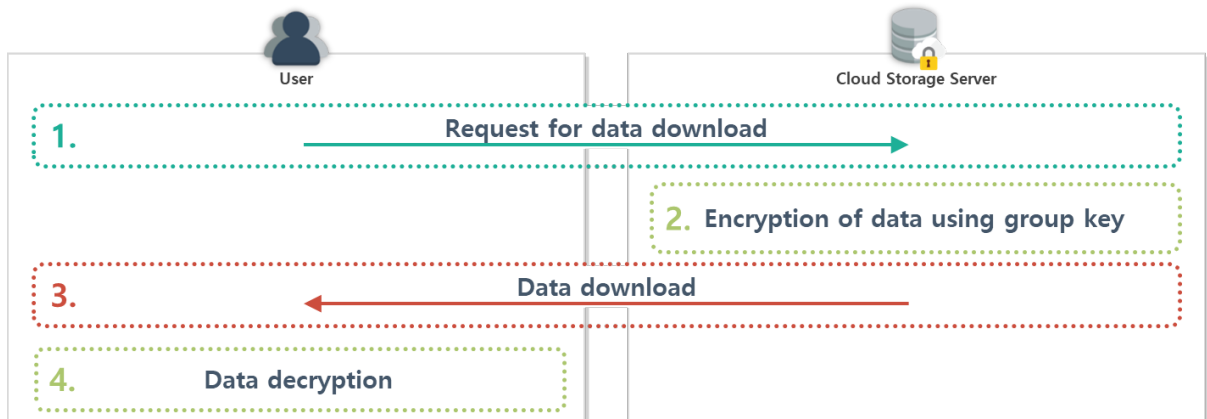 User
Cloud Storage Server
1.
Request for data download
2. Encryption of data using group key
3.
Data download
4. Data decryption